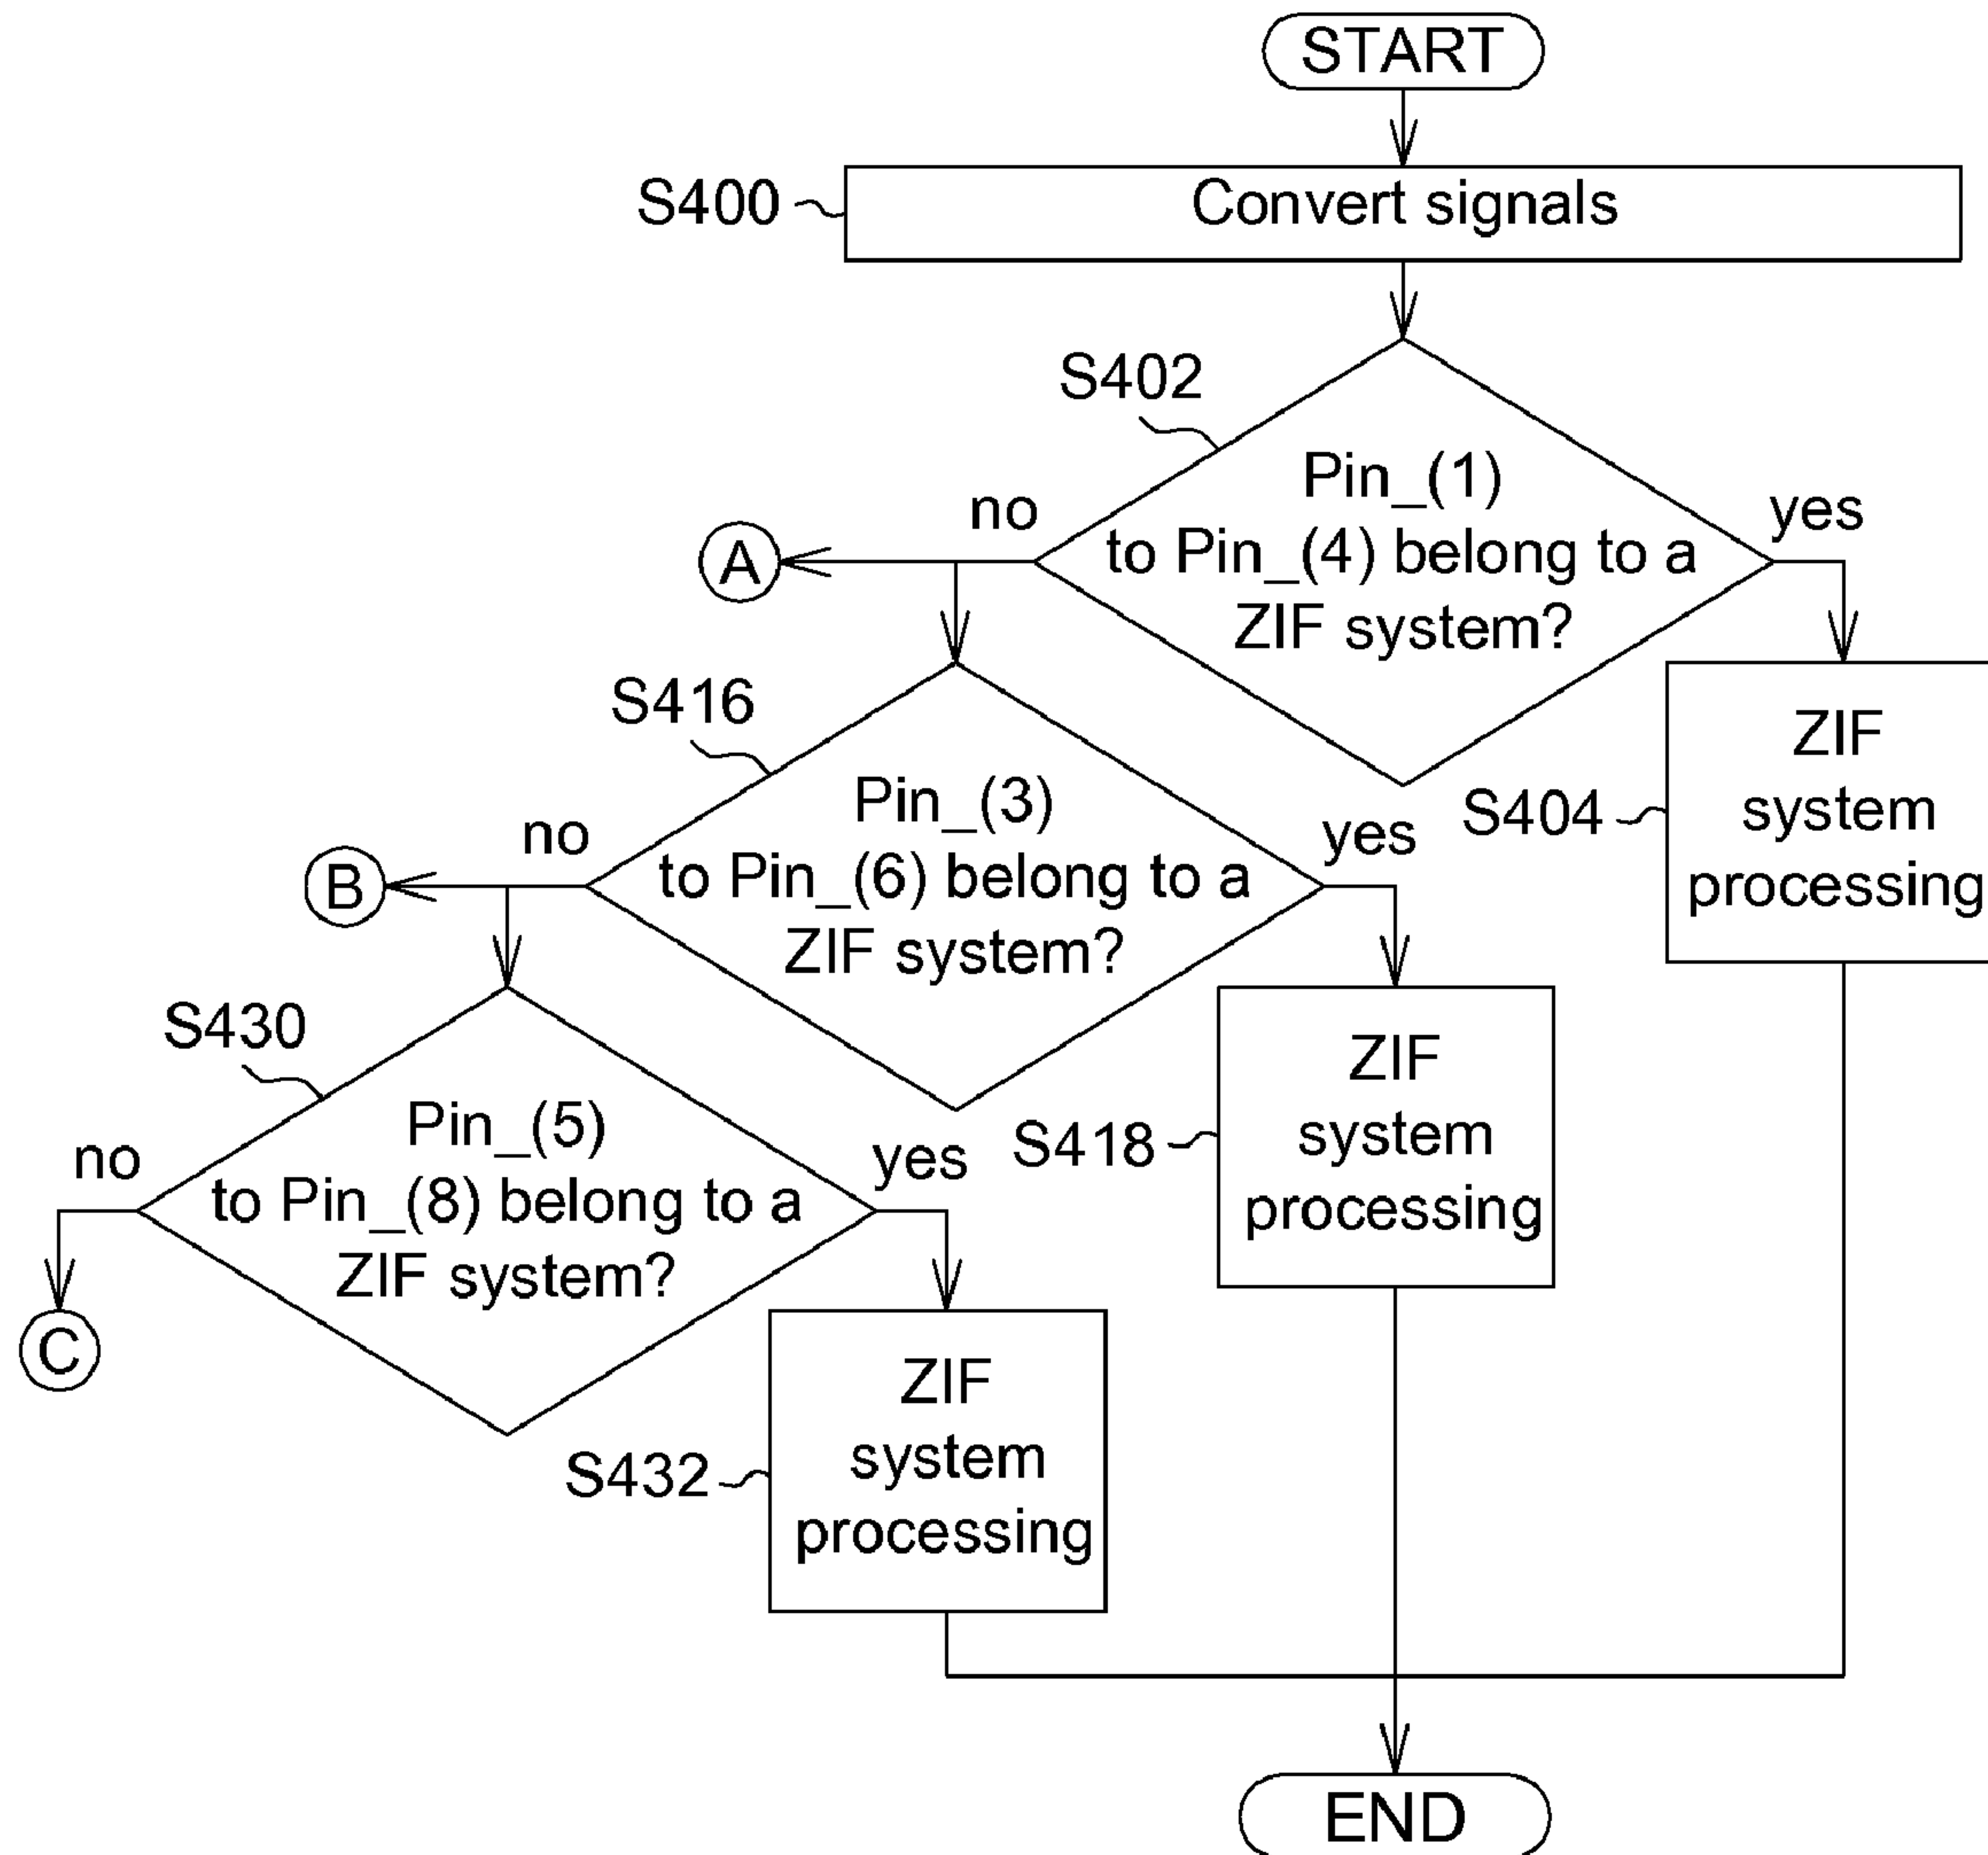 START
S400
Convert signals
S402
Pin_(1)
to Pin_(4) belong to a
ZIF system?
no
yes
A
S404
ZIF
system
processing
S416
Pin_(3)
to Pin_(6) belong to a
ZIF system?
no
yes
B
S418
ZIF
system
processing
S430
Pin_(5)
to Pin_(8) belong to a
ZIF system?
no
yes
C
S432
ZIF
system
processing
END